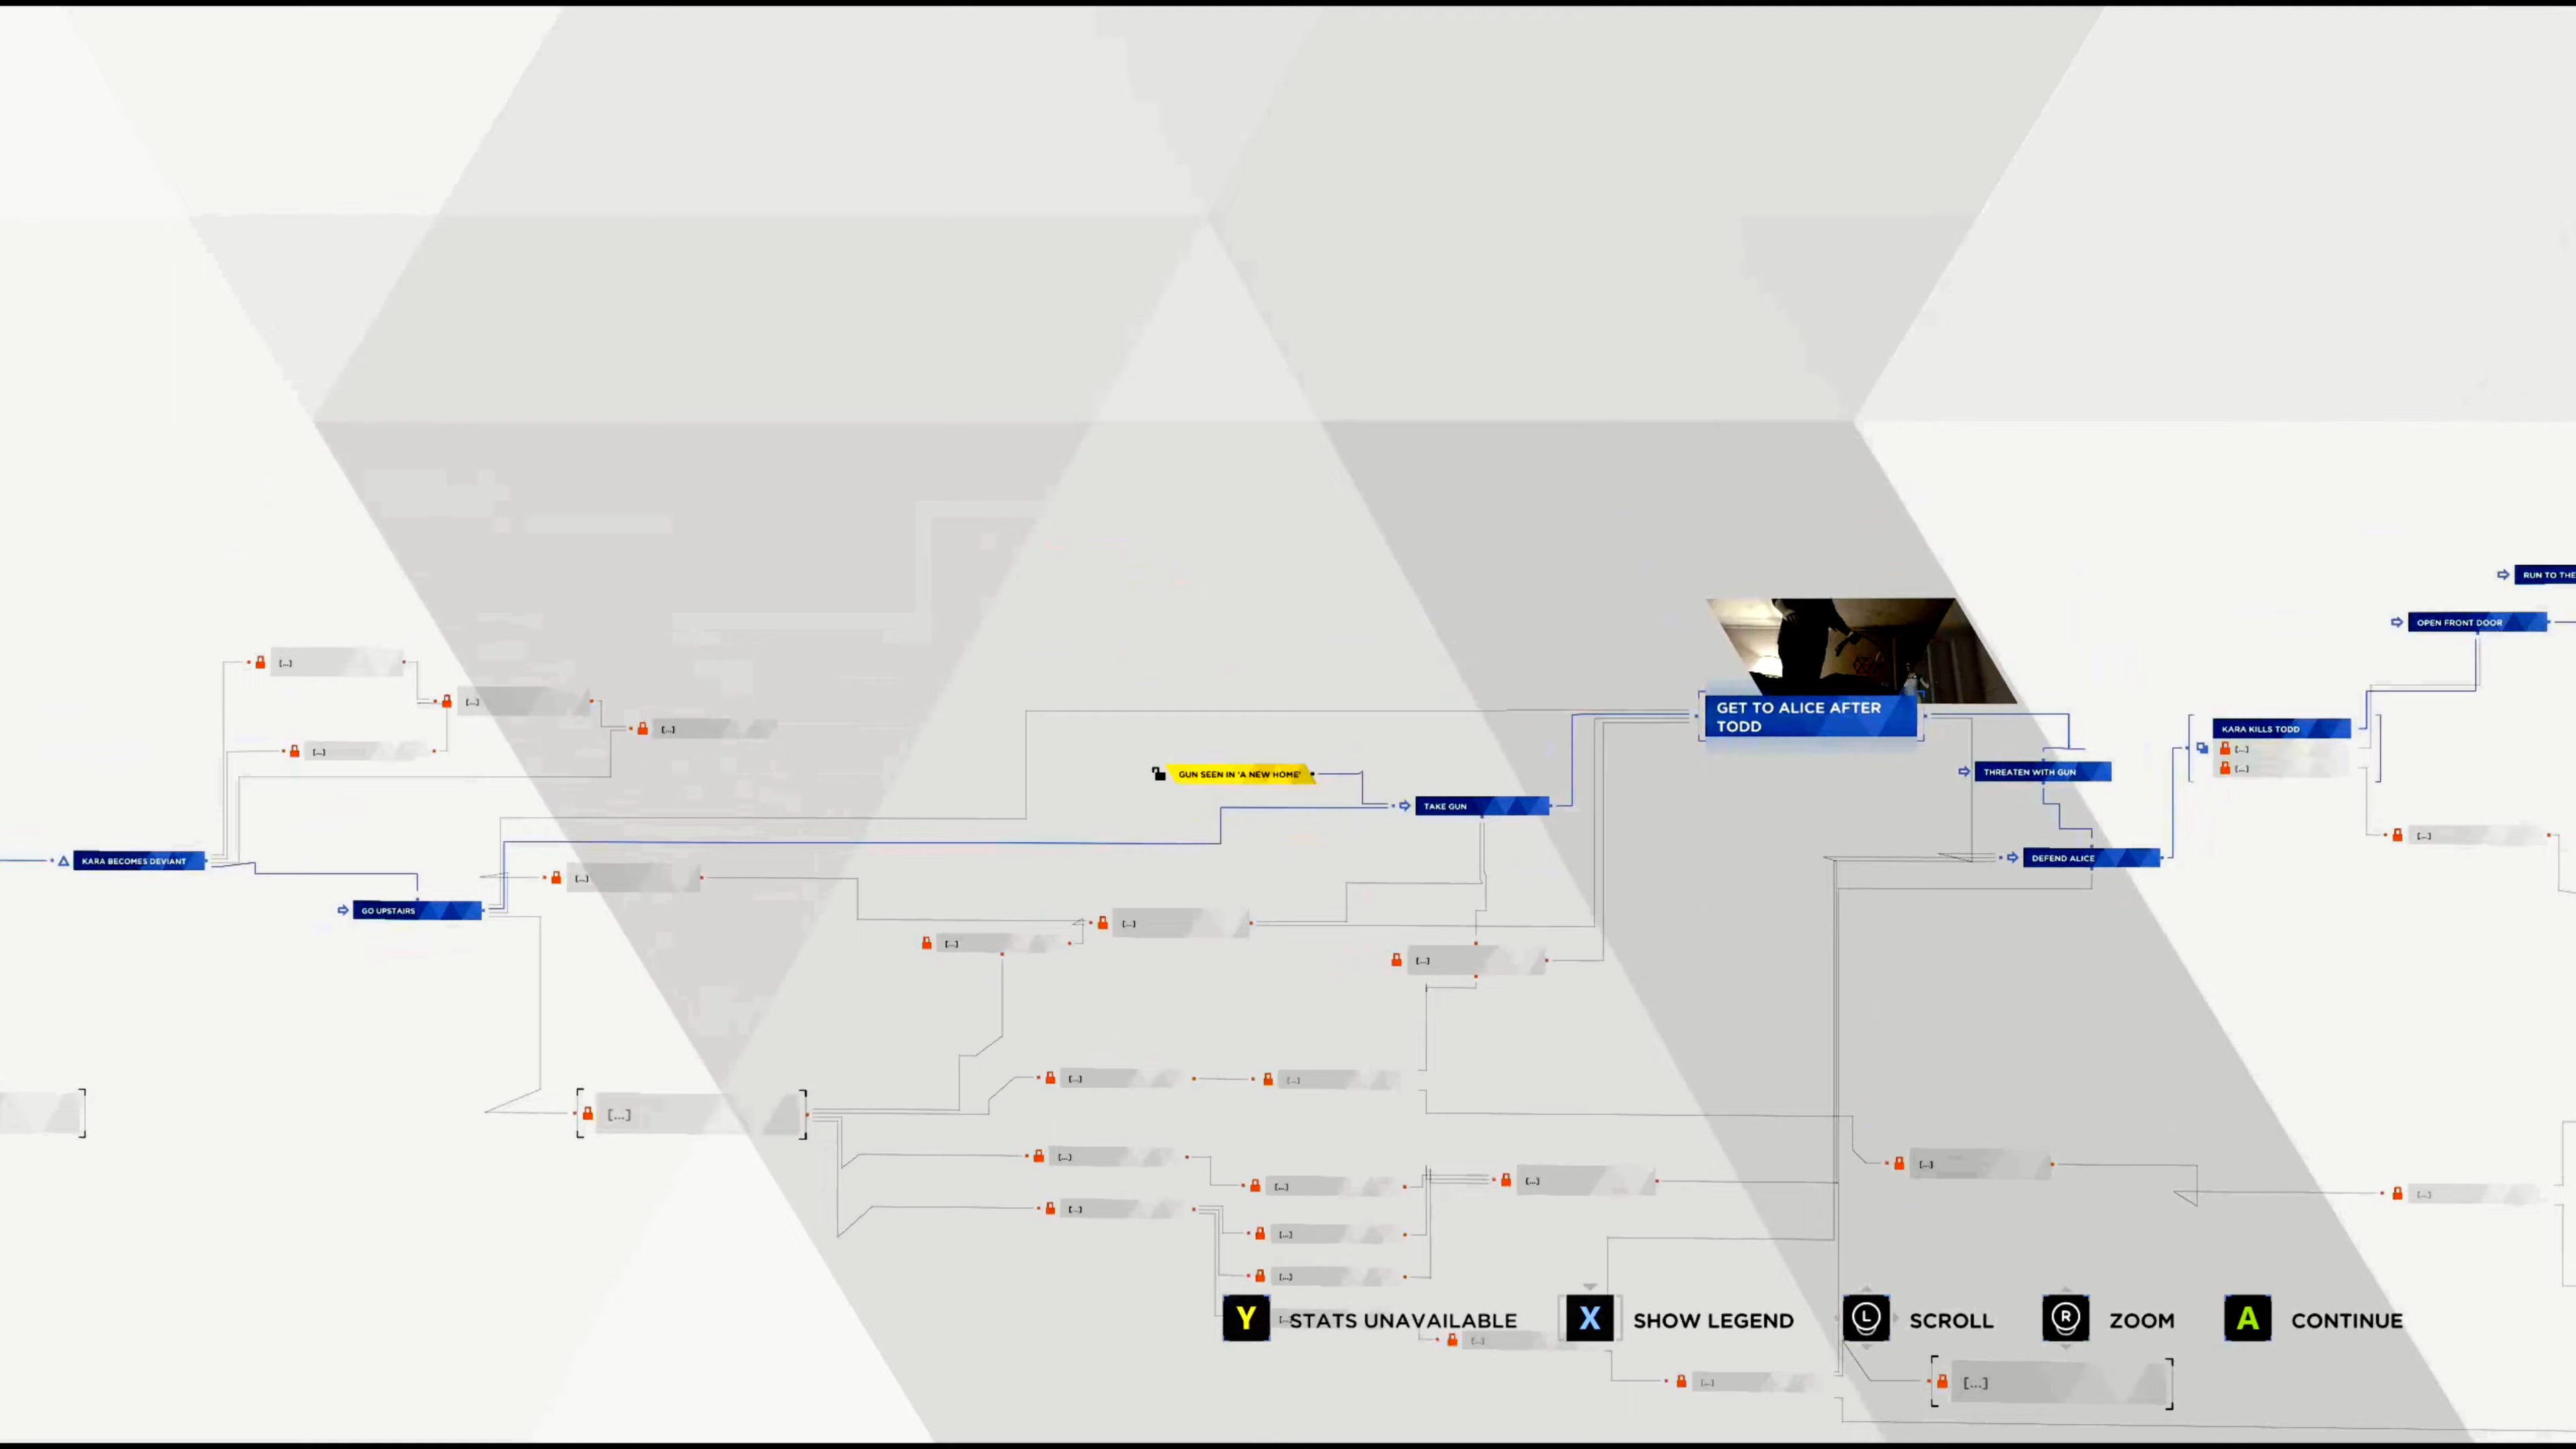 RUN TO THE
OPEN FRONT DOOR
[...]
[...]
[...]
[...]
GET TO ALICE AFTER
TODD
KARA KILLS TODD
[...]
[...]
GUN SEEN IN 'A NEW HOME'
THREATEN WITH GUN
TAKE GUN
[...]
KARA BECOMES DEVIANT
DEFEND ALICE
[...]
GO UPSTAIRS
[...]
[...]
[...]
[...]
[...]
[...]
[...]
[...]
[...]
[...]
[...]
[...]
[...]
[...]
Y STATS UNAVAILABLE
X SHOW LEGEND
L SCROLL
R ZOOM
A CONTINUE
[...]
[...]
[...]
[...]